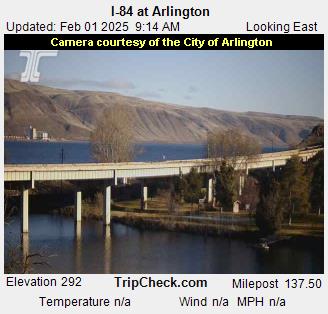 I-84 at Arlington
Updated: Feb 01 2025 9:14 AM Looking East
Camera courtesy of the City of Arlington
Elevation 292 TripCheck.com Milepost 137.50
Temperature n/a Wind n/a MPH n/a